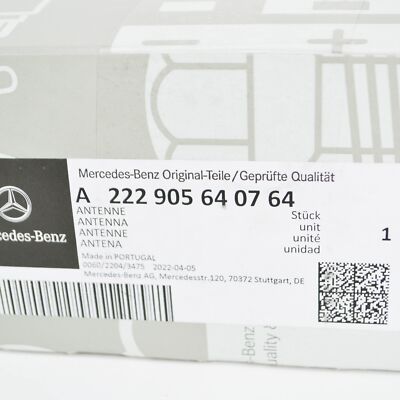 Mercedes-Benz Original-Teile/Geprüfte Qualität
A 222 905 64 07 64
ANTENNE
ANTENNA
ANTENNE
ANTENA
Stück
unit
unité
unidad
1
Made in PORTUGAL
0060/2204/3475 2022-04-05
Mercedes-Benz AG, Mercedesstr.120, 70372 Stuttgart, DE
cedes-Benz
quality &